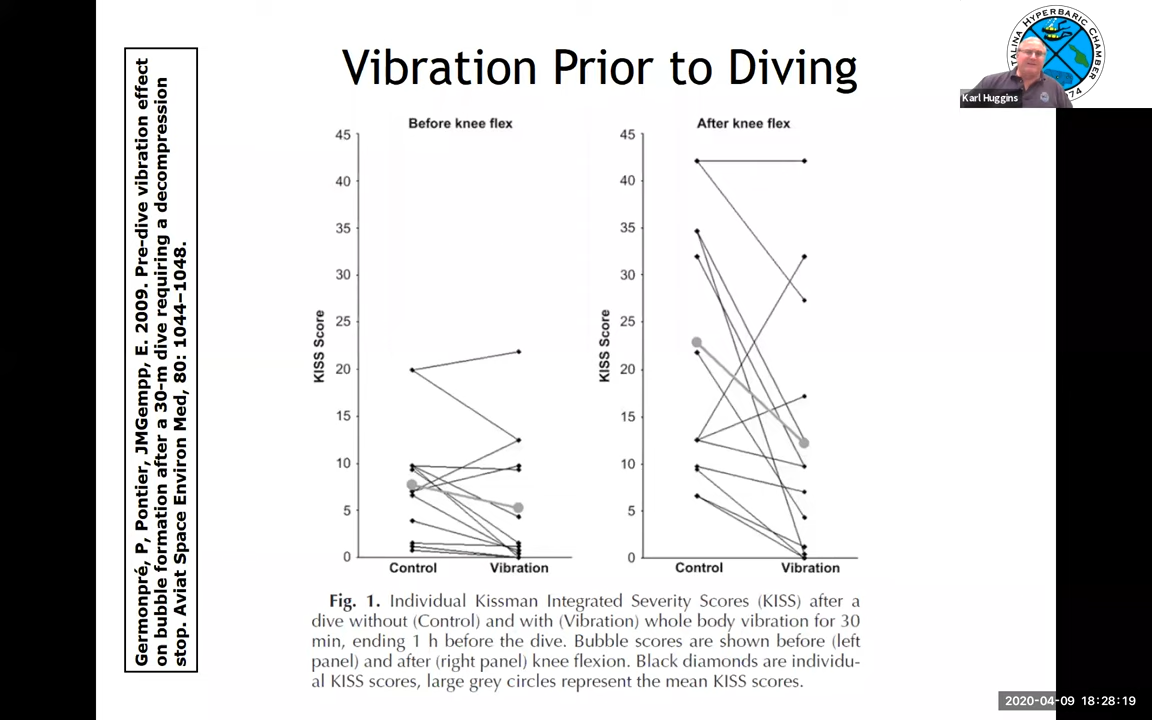 Vibration Prior to Diving
CATALINA HYPERBARIC CHAMBER
74
Karl Huggins
Germonpré, P, Pontier, JMGempp, E. 2009. Pre-dive vibration effect
on bubble formation after a 30-m dive requiring a decompression
stop. Aviat Space Environ Med, 80: 1044–1048.
Before knee flex
45
40
35
30
25
20
15
10
5
0
KISS Score
Control Vibration
After knee flex
45
40
35
30
25
20
15
10
5
0
KISS Score
Control Vibration
Fig. 1. Individual Kissman Integrated Severity Scores (KISS) after a
dive without (Control) and with (Vibration) whole body vibration for 30
min, ending 1 h before the dive. Bubble scores are shown before (left
panel) and after (right panel) knee flexion. Black diamonds are individu-
al KISS scores, large grey circles represent the mean KISS scores.
2020-04-09 18:28:19